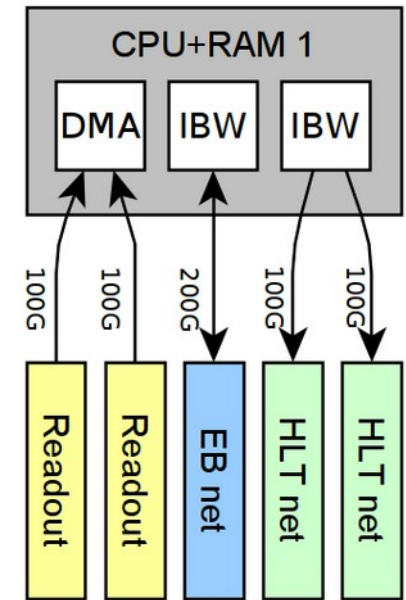 CPU+RAM 1
DMA
IBW
IBW
100G
100G
200G
100G
100G
Readout
Readout
EB net
HLT net
HLT net